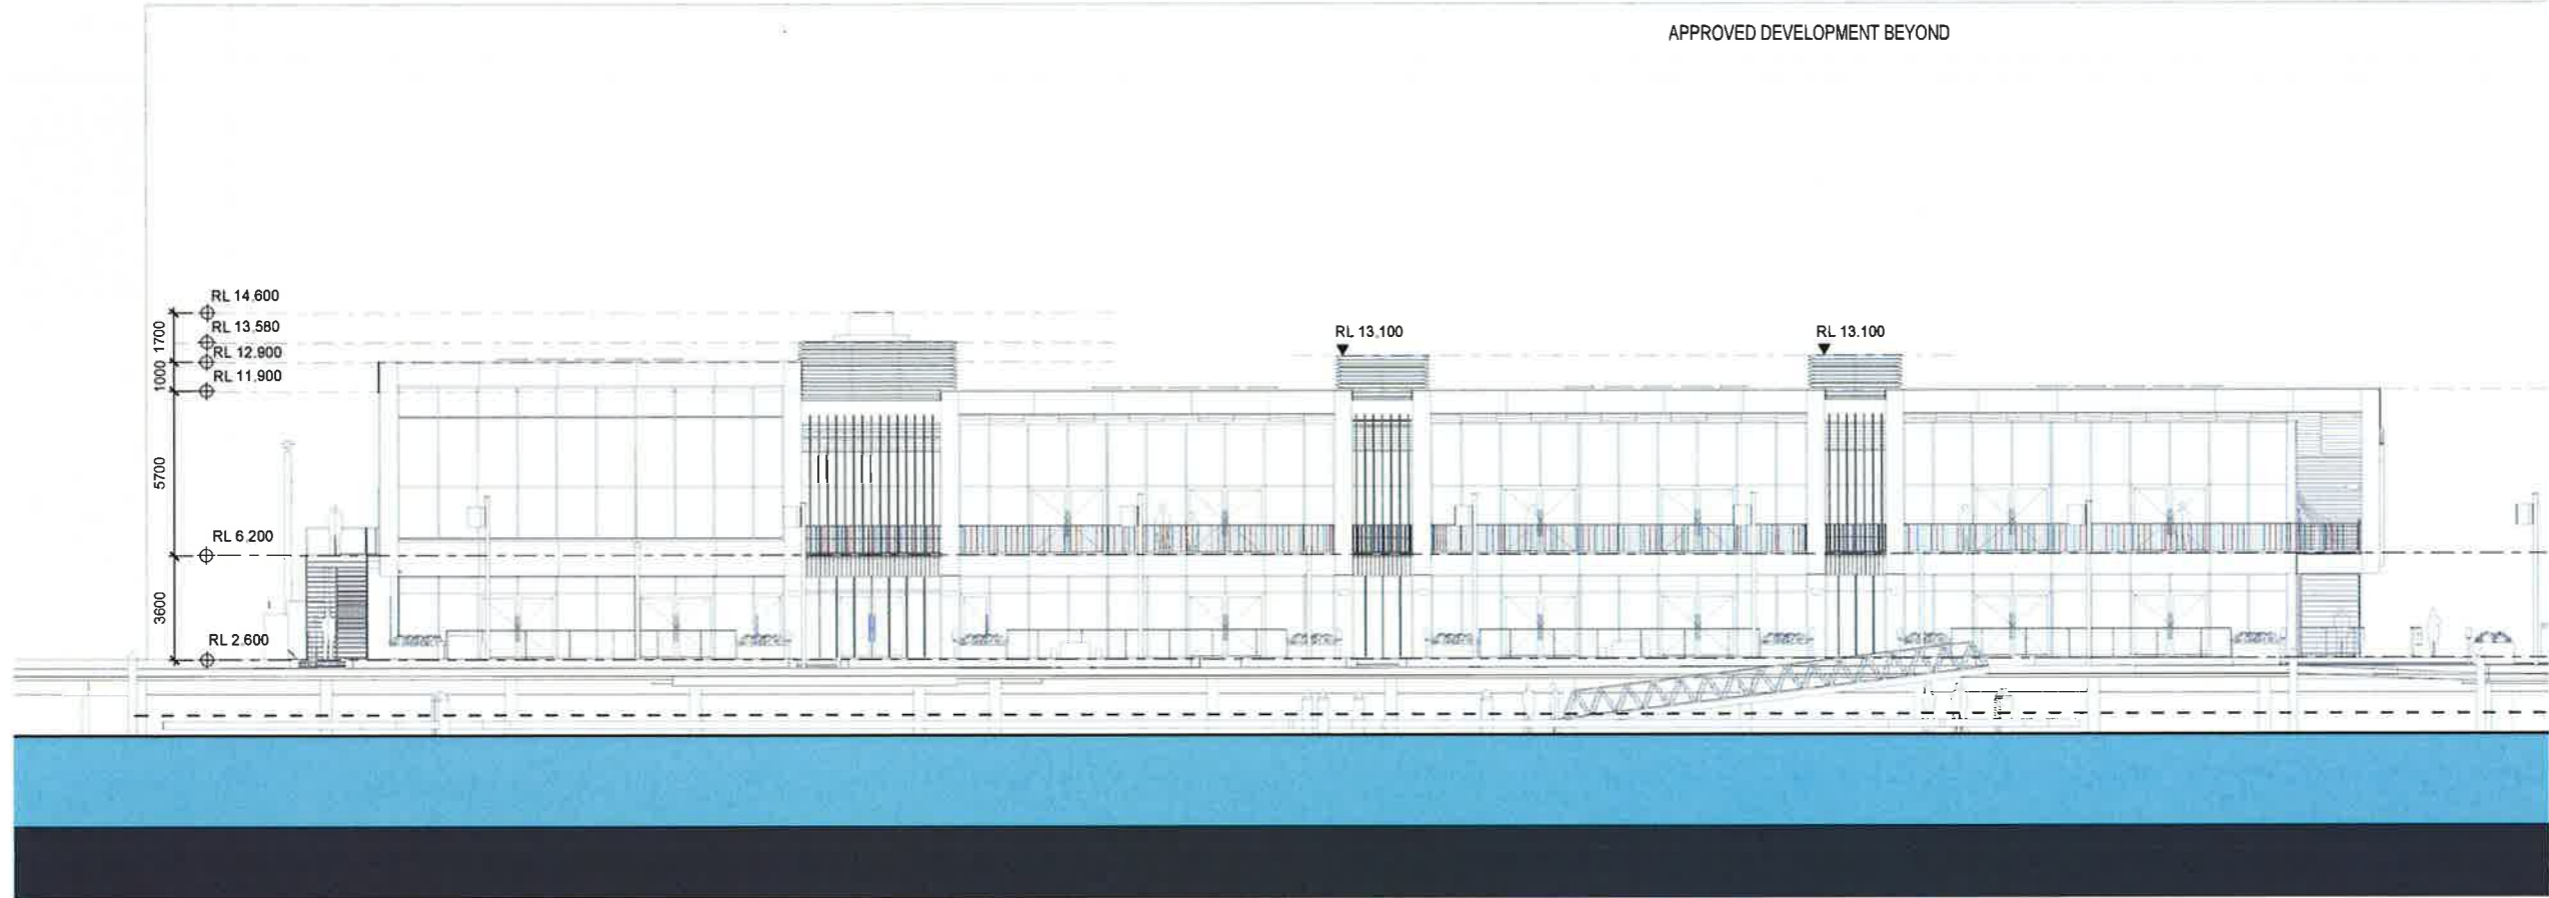 APPROVED DEVELOPMENT BEYOND
RL 14.600
RL 13.580
RL 12.900
RL 11.900
RL 6.200
RL 2.600
1700
1000
5700
3600
RL 13.100
RL 13.100